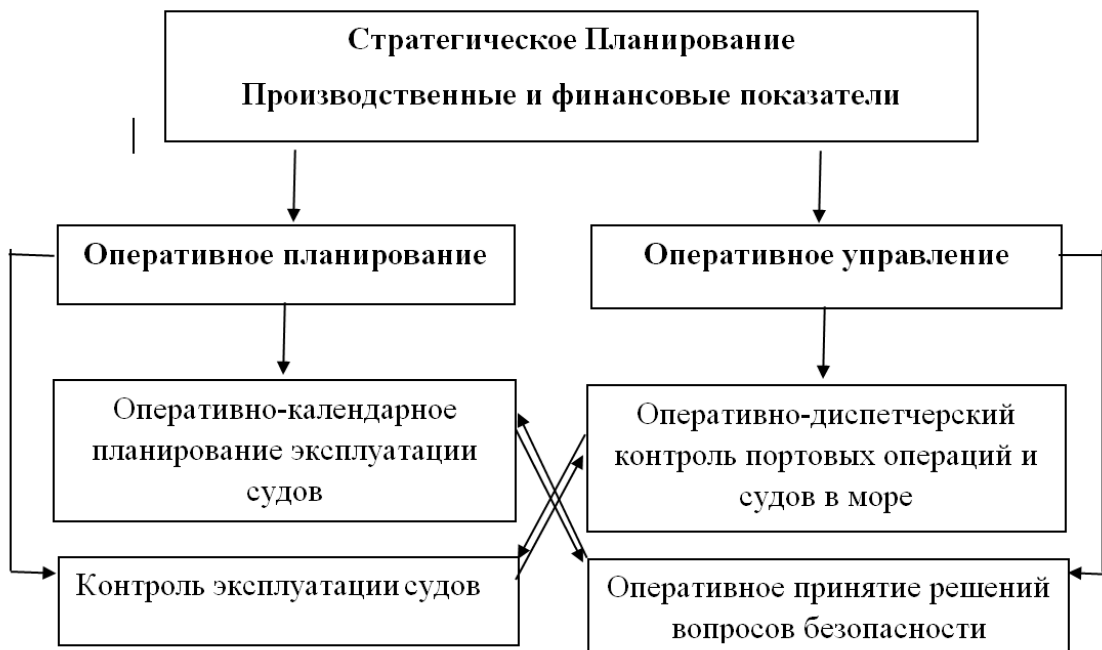 Стратегическое Планирование
Производственные и финансовые показатели
Оперативное планирование
Оперативное управление
Оперативно-календарное
планирование эксплуатации
судов
Оперативно-диспетчерский
контроль портовых операций и
судов в море
Контроль эксплуатации судов
Оперативное принятие решений
вопросов безопасности